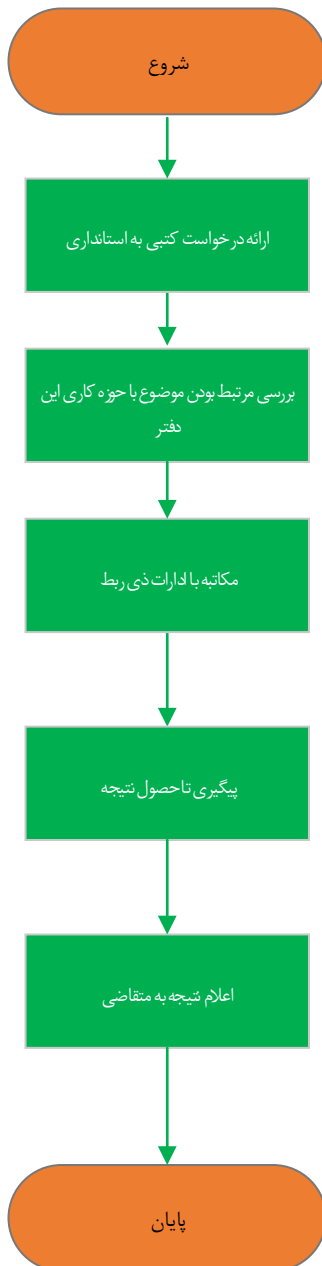 شروع
ارائه درخواست کتبی به استانداری
بررسی مرتبط بودن موضوع با حوزه کاری این
دفتر
مکاتبه با ادارات ذی ربط
پیگیری تا حصول نتیجه
اعلام نتیجه به متقاضی
پایان